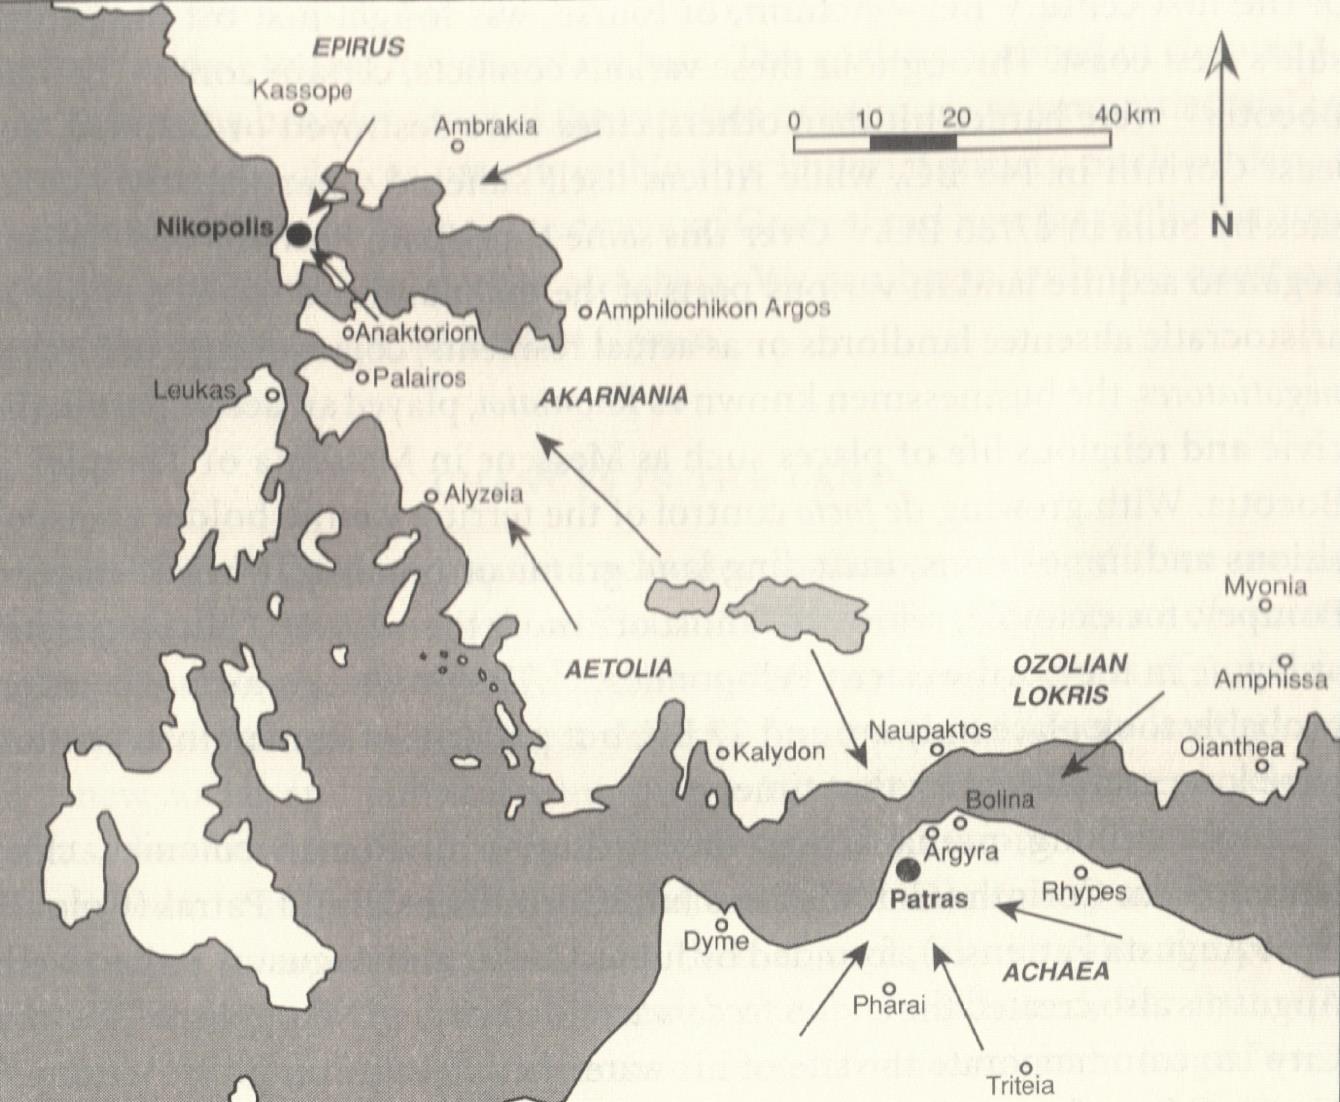 EPIRUS
Kassope
Ambrakia
0 10 20 40 km
N
Nikopolis
Amphilochikon Argos
Anaktorion
Palairos
Leukas
AKARNANIA
Alyzeia
Myonia
AETOLIA
OZOLIAN
LOKRIS
Amphissa
Naupaktos
Kalydon
Oianthea
Bolina
Argyra
Rhypes
Patras
Dyme
ACHAEA
Pharai
Triteia